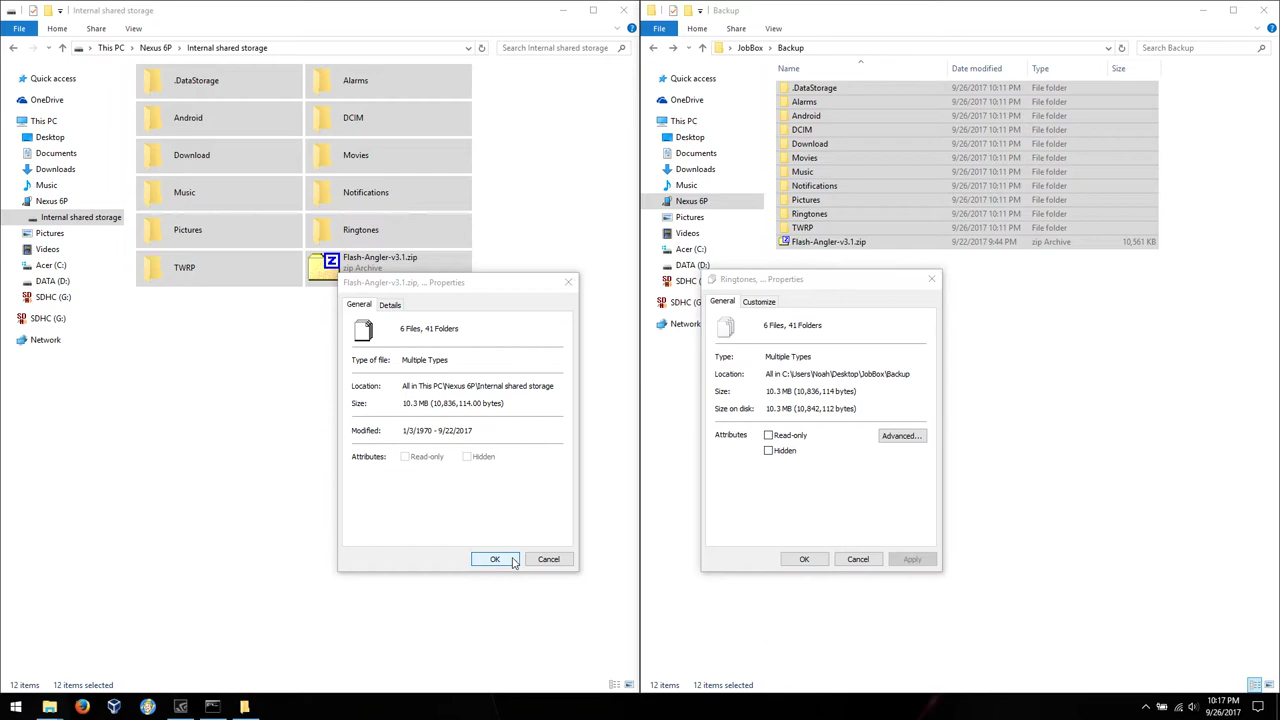 Internal shared storage
File Home Share View
This PC > Nexus 6P > Internal shared storage
Search Internal shared storage
Quick access
OneDrive
This PC
Desktop
Documents
Downloads
Music
Nexus 6P
Internal shared storage
Pictures
Videos
Acer (C:)
DATA (D:)
SDHC (G:)
SDHC (G:)
Network
.DataStorage
Alarms
Android
DCIM
Download
Movies
Music
Notifications
Pictures
Ringtones
TWRP
Flash-Angler-v3.1.zip
zip Archive
Flash-Angler-v3.1.zip, ... Properties
General Details
6 Files, 41 Folders
Type of file: Multiple Types
Location: All in This PC\Nexus 6P\Internal shared storage
Size: 10.3 MB (10,836,114.00 bytes)
Modified: 1/3/1970 - 9/22/2017
Attributes: Read-only Hidden
OK Cancel
12 items 12 items selected
Backup
File Home Share View
JobBox > Backup
Search Backup
Quick access
OneDrive
This PC
Desktop
Documents
Downloads
Music
Nexus 6P
Pictures
Videos
Acer (C:)
DATA (D:)
SDHC (
SDHC (G
Network
Name Date modified Type Size
.DataStorage 9/26/2017 10:11 PM File folder
Alarms 9/26/2017 10:11 PM File folder
Android 9/26/2017 10:11 PM File folder
DCIM 9/26/2017 10:11 PM File folder
Download 9/26/2017 10:11 PM File folder
Movies 9/26/2017 10:11 PM File folder
Music 9/26/2017 10:11 PM File folder
Notifications 9/26/2017 10:11 PM File folder
Pictures 9/26/2017 10:11 PM File folder
Ringtones 9/26/2017 10:11 PM File folder
TWRP 9/26/2017 10:11 PM File folder
Flash-Angler-v3.1.zip 9/22/2017 9:44 PM zip Archive 10,561 KB
Ringtones, ... Properties
General Customize
6 Files, 41 Folders
Type: Multiple Types
Location: All in C:\Users\Noah\Desktop\JobBox\Backup
Size: 10.3 MB (10,836,114 bytes)
Size on disk: 10.3 MB (10,842,112 bytes)
Attributes Read-only Advanced...
Hidden
OK Cancel Apply
12 items 12 items selected
10:17 PM
9/26/2017